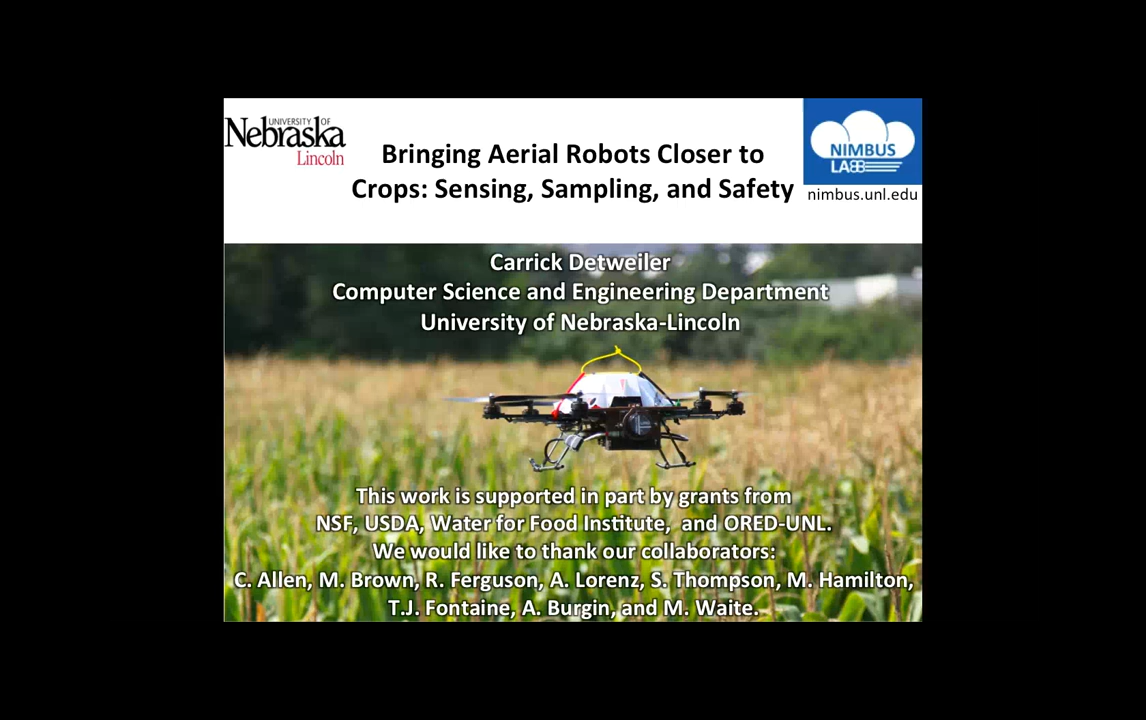 UNIVERSITY OF
Nebraska
Lincoln
Bringing Aerial Robots Closer to
Crops: Sensing, Sampling, and Safety
NIMBUS
LAB
nimbus.unl.edu
Carrick Detweiler
Computer Science and Engineering Department
University of Nebraska-Lincoln
This work is supported in part by grants from
NSF, USDA, Water for Food Institute, and ORED-UNL.
We would like to thank our collaborators:
C. Allen, M. Brown, R. Ferguson, A. Lorenz, S. Thompson, M. Hamilton,
T.J. Fontaine, A. Burgin, and M. Waite.